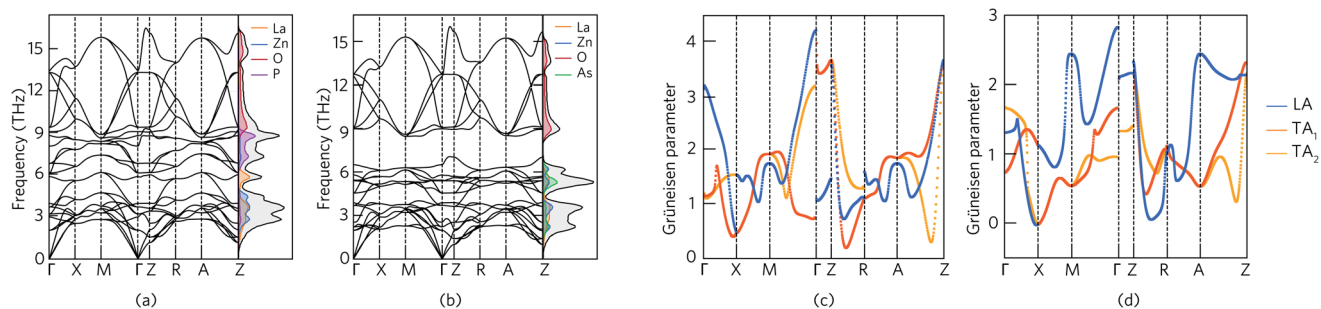 Frequency (THz)
15
12
9
6
3
0
Γ X M Γ Z R A Z
La
Zn
O
P
(a)
Frequency (THz)
15
12
9
6
3
0
Γ X M Γ Z R A Z
La
Zn
O
As
(b)
Grüneisen parameter
4
3
2
1
0
Γ X M Γ Z R A Z
(c)
Grüneisen parameter
3
2
1
0
Γ X M Γ Z R A Z
(d)
LA
TA₁
TA₂